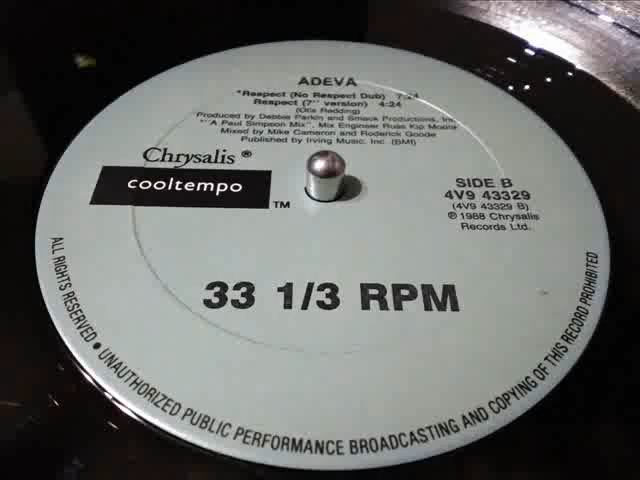 ADEVA
*Respect (No Respect Dub) 7:24
Respect (7" version) 4:24
(Otis Redding)
Produced by Debbie Parkin and Smack Productions, Inc.
*"A Paul Simpson Mix", Mix Engineer Russ Kip Moore
Mixed by Mike Cameron and Roderick Goode
Published by Irving Music, Inc. (BMI)
Chrysalis ®
cooltempo TM
SIDE B
4V9 43329
(4V9 43329 B)
℗ 1988 Chrysalis
Records Ltd.
33 1/3 RPM
ALL RIGHTS RESERVED ● UNAUTHORIZED PUBLIC PERFORMANCE BROADCASTING AND COPYING OF THIS RECORD PROHIBITED